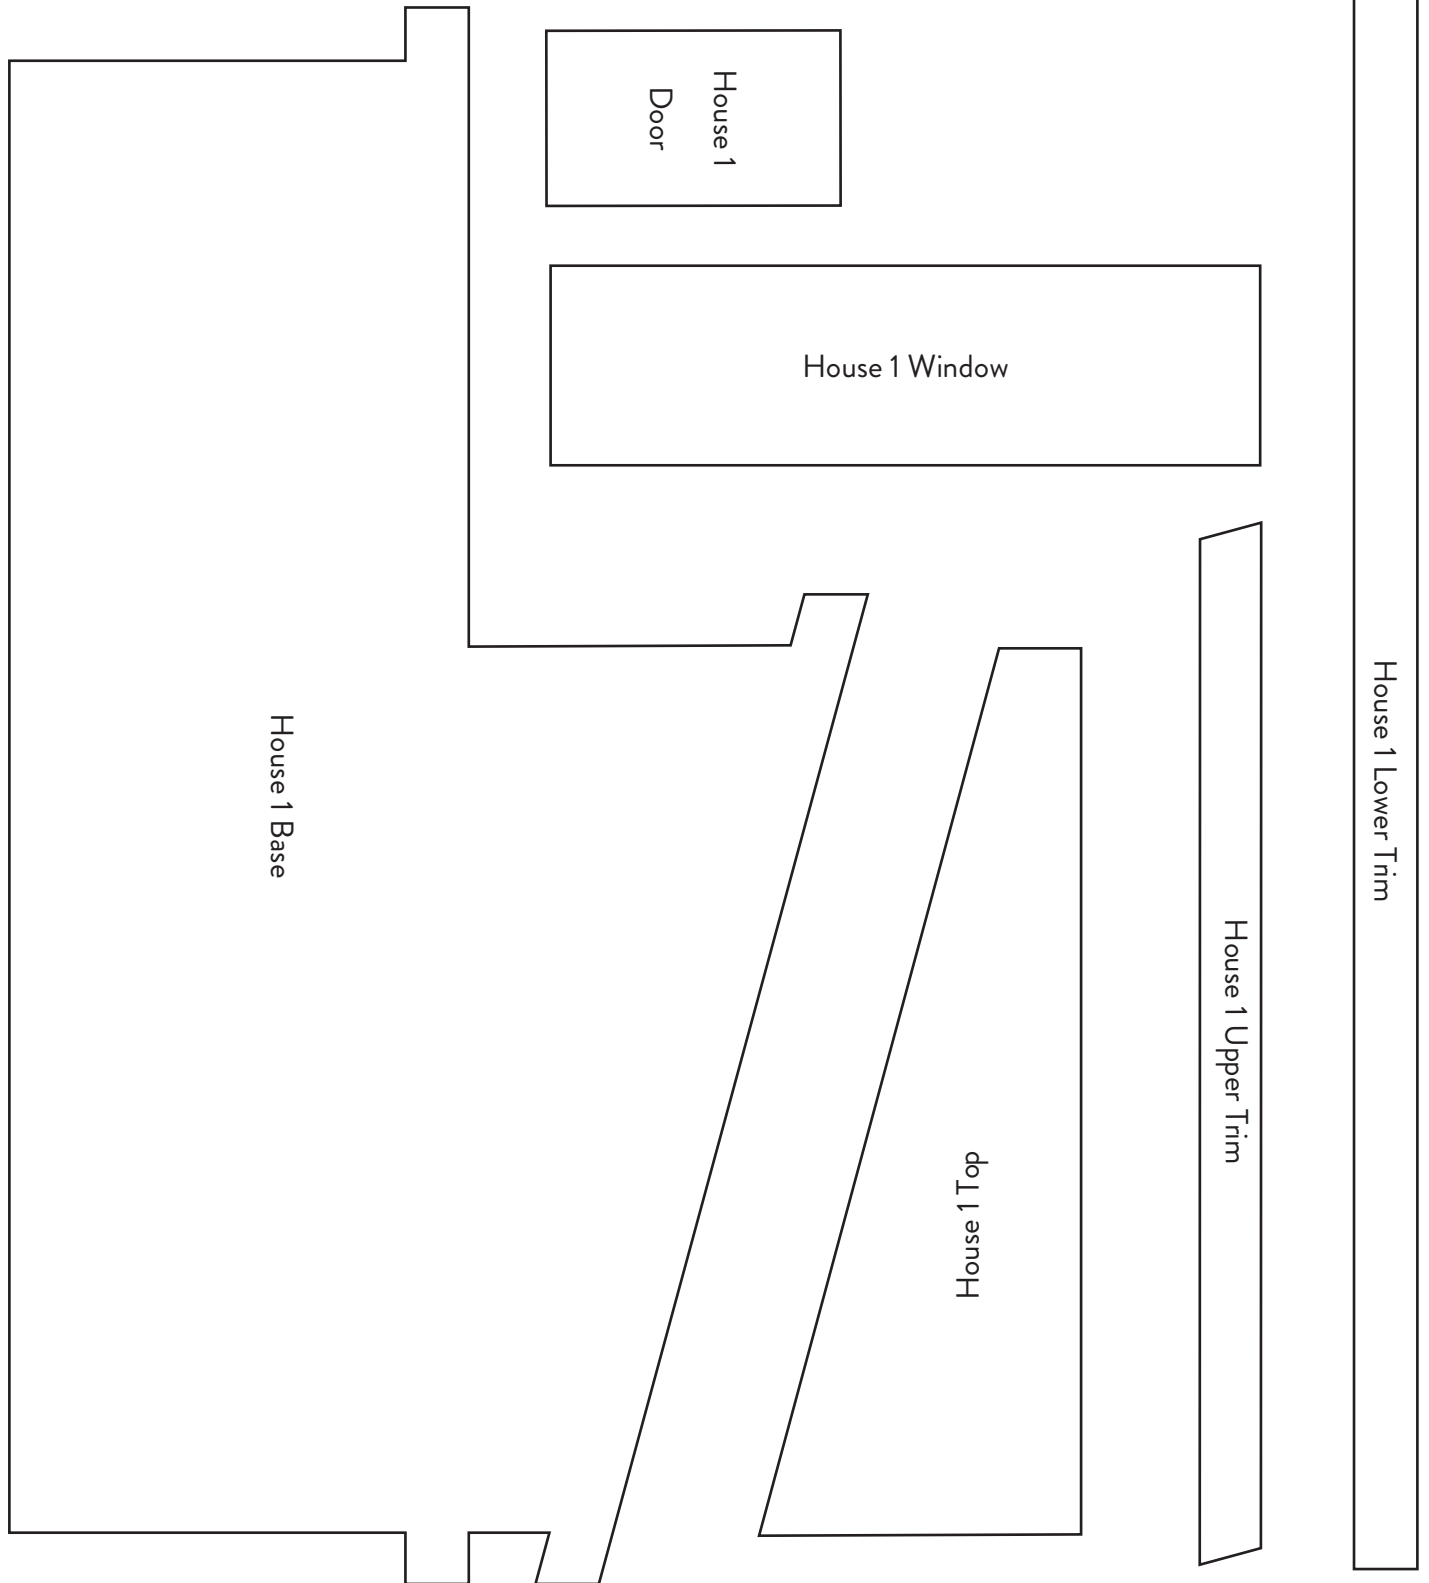 House 1
Door
House 1 Window
House 1 Base
House 1 Top
House 1 Upper Trim
House 1 Lower Trim